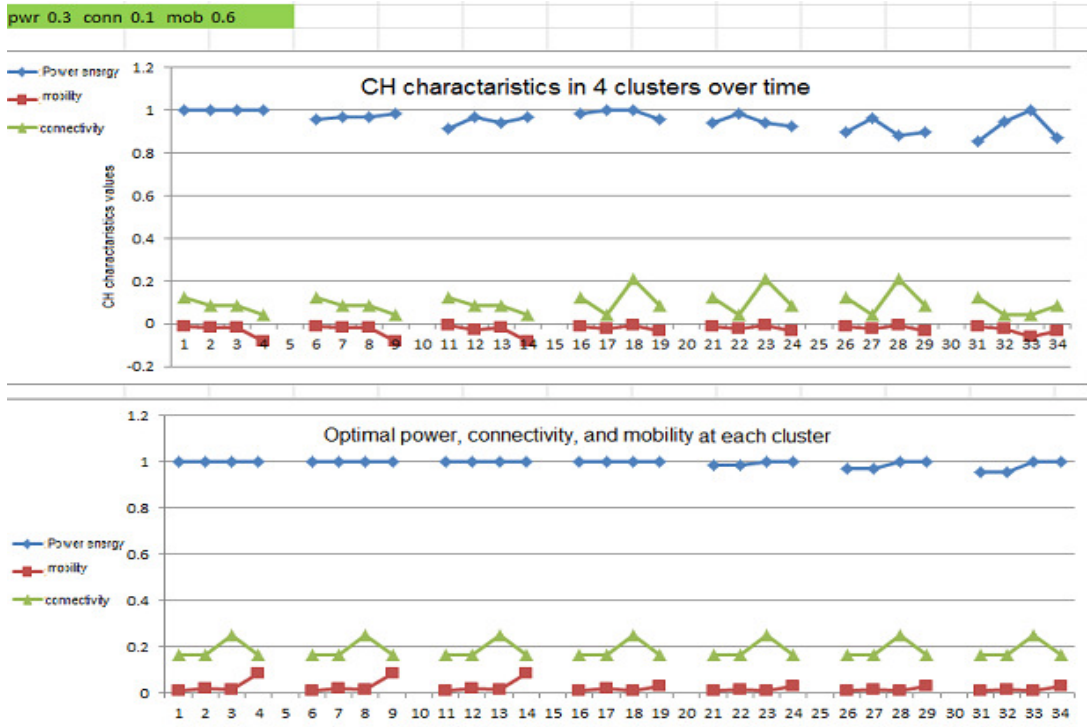 pwr 0.3 conn 0.1 mob 0.6
CH charactaristics in 4 clusters over time
Power energy
mobility
connectivity
CH charactaristics values
1.2
1
0.8
0.6
0.4
0.2
0
-0.2
1 2 3 4 5 6 7 8 9 10 11 12 13 14 15 16 17 18 19 20 21 22 23 24 25 26 27 28 29 30 31 32 33 34
Optimal power, connectivity, and mobility at each cluster
Power energy
mobility
connectivity
1.2
1
0.8
0.6
0.4
0.2
0
1 2 3 4 5 6 7 8 9 10 11 12 13 14 15 16 17 18 19 20 21 22 23 24 25 26 27 28 29 30 31 32 33 34